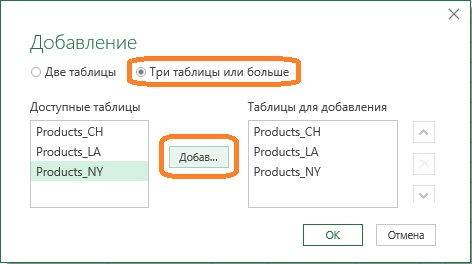 Добавление
Две таблицы Три таблицы или больше
Доступные таблицы Таблицы для добавления
Products_CH Products_CH
Products_LA Добав... Products_LA
Products_NY Products_NY
ОК Отмена